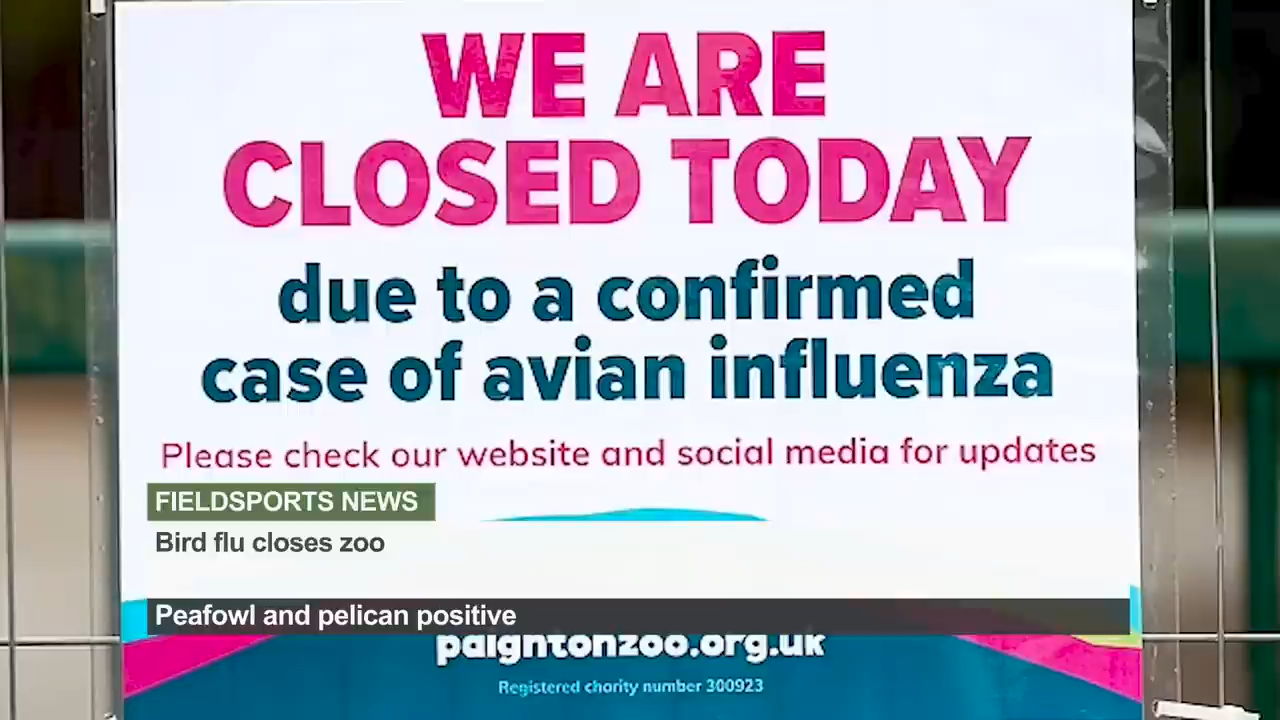 WE ARE
CLOSED TODAY
due to a confirmed
case of avian influenza
Please check our website and social media for updates
FIELDSPORTS NEWS
Bird flu closes zoo
Peafowl and pelican positive
paigntonzoo.org.uk
Registered charity number 300923